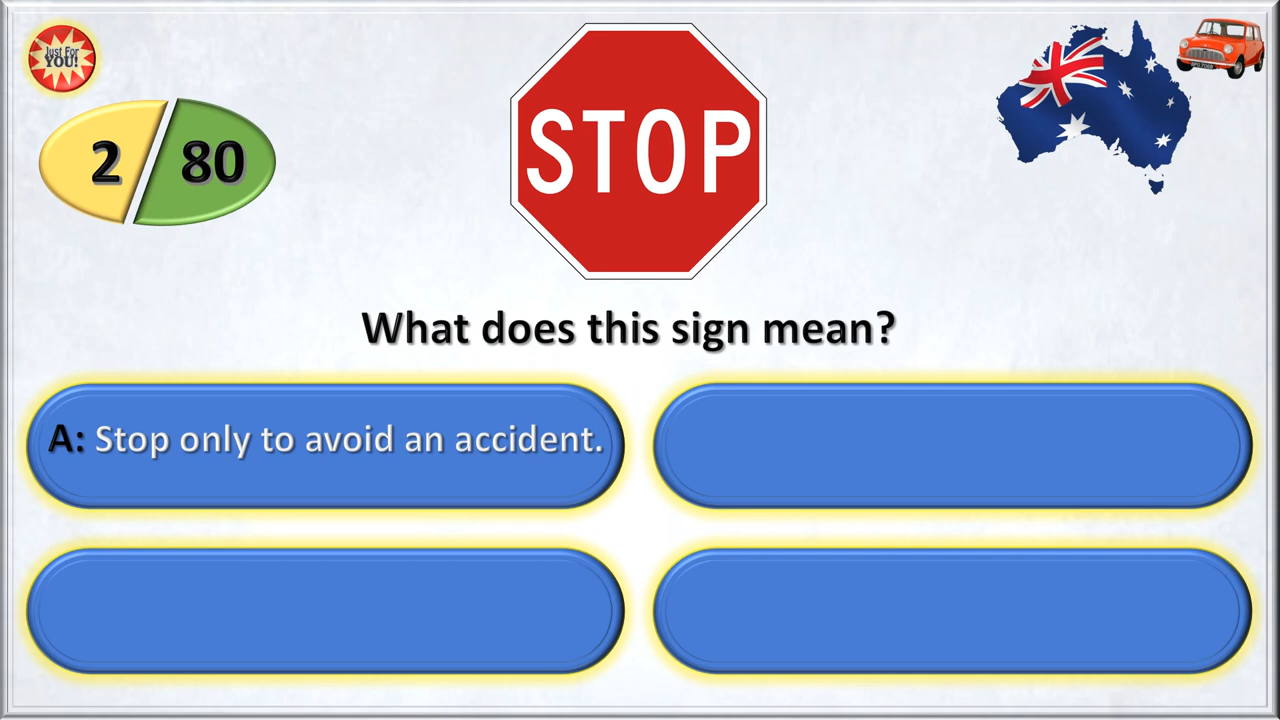 Just For
YOU!
2 80
STOP
What does this sign mean?
A: Stop only to avoid an accident.